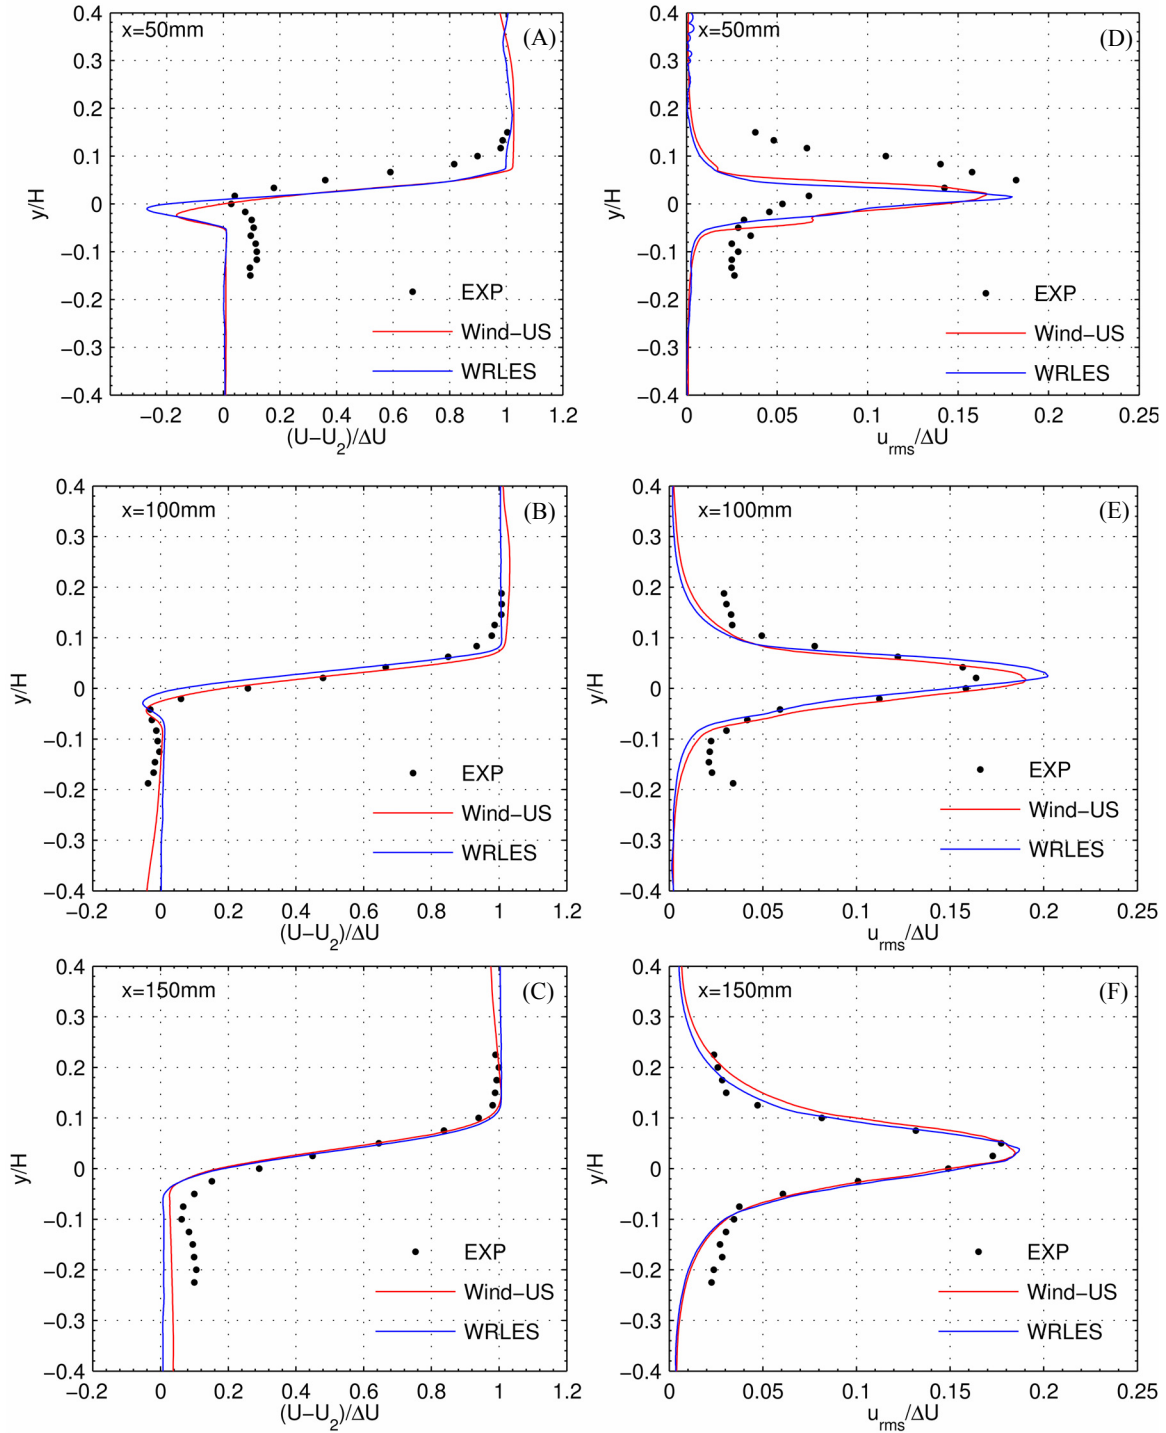 x=50mm
(A)
0.4
0.3
0.2
0.1
0
−0.1
−0.2
−0.3
−0.4
y/H
EXP
Wind−US
WRLES
−0.2 0 0.2 0.4 0.6 0.8 1 1.2
(U−U2)/ΔU
x=50mm
(D)
0.4
0.3
0.2
0.1
0
−0.1
−0.2
−0.3
−0.4
y/H
EXP
Wind−US
WRLES
0 0.05 0.1 0.15 0.2 0.25
urms/ΔU
x=100mm
(B)
0.4
0.3
0.2
0.1
0
−0.1
−0.2
−0.3
−0.4
y/H
EXP
Wind−US
WRLES
−0.2 0 0.2 0.4 0.6 0.8 1 1.2
(U−U2)/ΔU
x=100mm
(E)
0.4
0.3
0.2
0.1
0
−0.1
−0.2
−0.3
−0.4
y/H
EXP
Wind−US
WRLES
0 0.05 0.1 0.15 0.2 0.25
urms/ΔU
x=150mm
(C)
0.4
0.3
0.2
0.1
0
−0.1
−0.2
−0.3
−0.4
y/H
EXP
Wind−US
WRLES
−0.2 0 0.2 0.4 0.6 0.8 1 1.2
(U−U2)/ΔU
x=150mm
(F)
0.4
0.3
0.2
0.1
0
−0.1
−0.2
−0.3
−0.4
y/H
EXP
Wind−US
WRLES
0 0.05 0.1 0.15 0.2 0.25
urms/ΔU